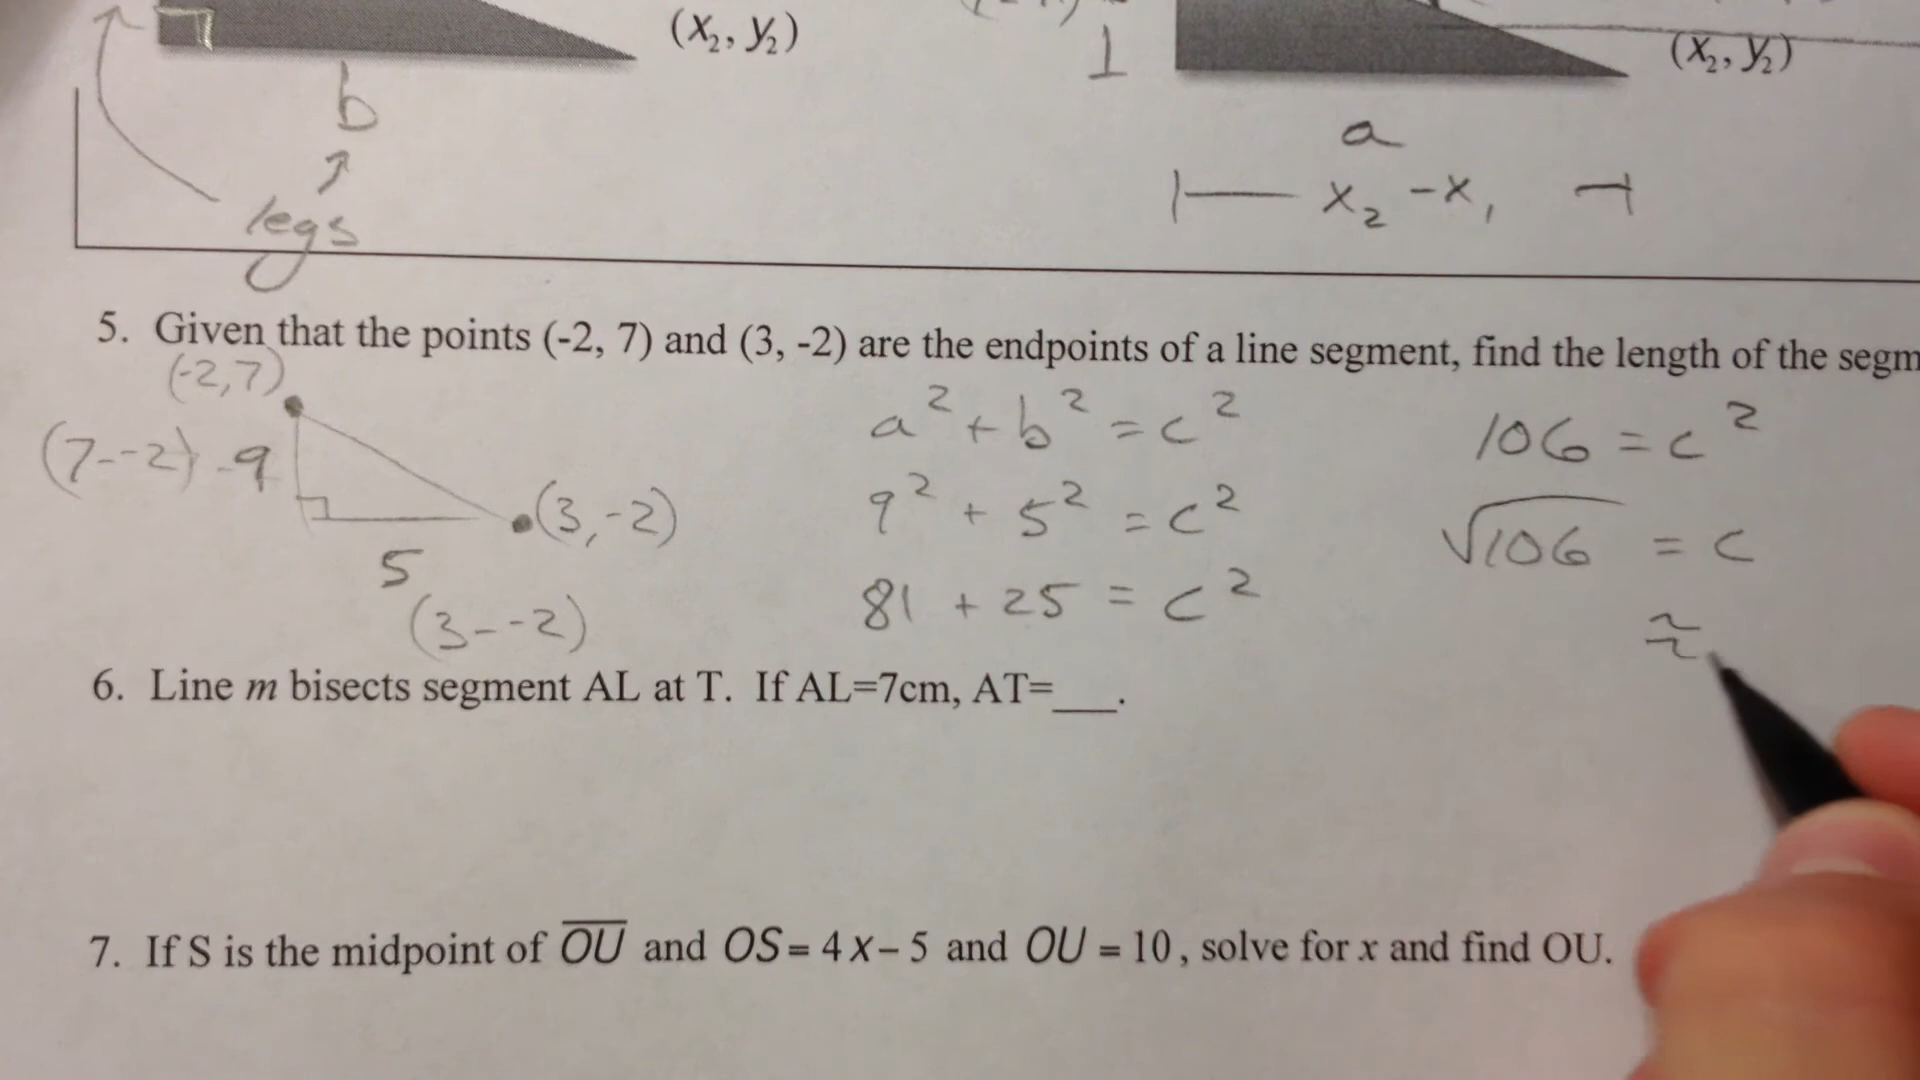 (x₂, y₂)
b
legs
1
(x₂, y₂)
a
x₂ - x₁
5. Given that the points (-2, 7) and (3, -2) are the endpoints of a line segment, find the length of the segm
(-2,7)
(7--2) 9
(3,-2)
5
(3--2)
a² + b² = c²
9² + 5² = c²
81 + 25 = c²
106 = c²
√106 = c
≈
6. Line m bisects segment AL at T. If AL=7cm, AT=___.
7. If S is the midpoint of O̅U̅ and OS = 4x – 5 and OU = 10, solve for x and find OU.